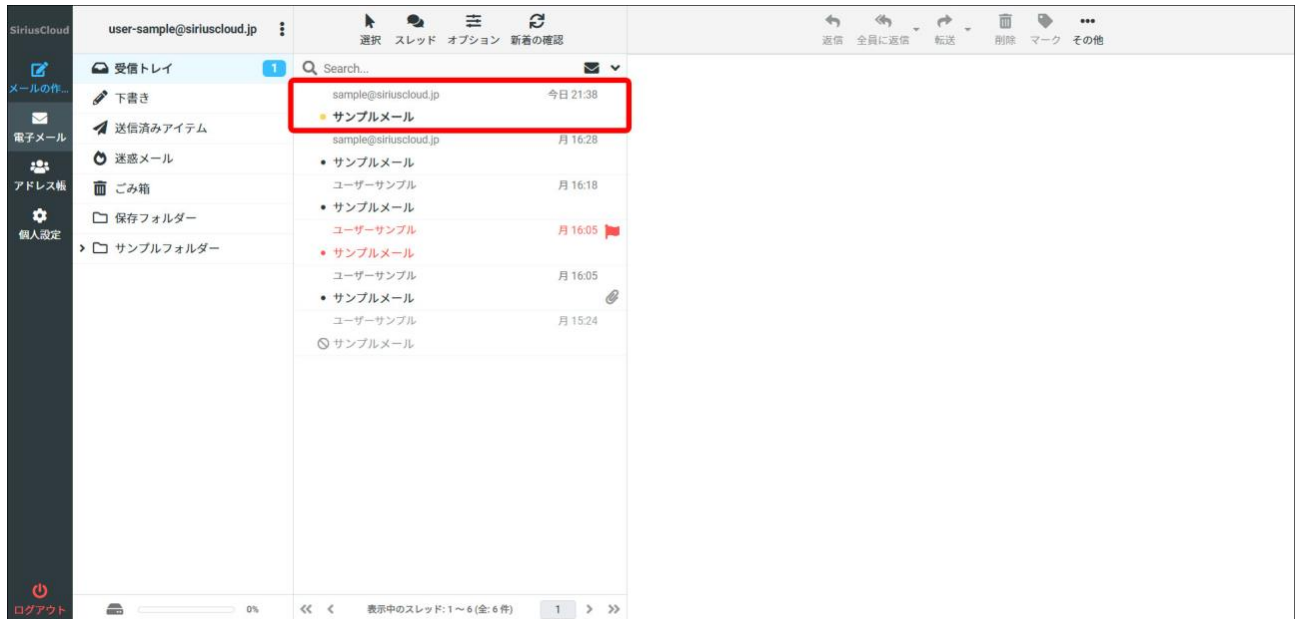 SiriusCloud
メールの作...
電子メール
アドレス帳
個人設定
ログアウト
user-sample@siriuscloud.jp
受信トレイ 1
下書き
送信済みアイテム
迷惑メール
ごみ箱
保存フォルダー
サンプルフォルダー
0%
選択 スレッド オプション 新着の確認
Search...
sample@siriuscloud.jp 今日 21:38
サンプルメール
sample@siriuscloud.jp 月 16:28
サンプルメール
ユーザーサンプル 月 16:18
サンプルメール
ユーザーサンプル 月 16:05
サンプルメール
ユーザーサンプル 月 16:05
サンプルメール
ユーザーサンプル 月 15:24
サンプルメール
表示中のスレッド: 1 ～ 6 (全: 6 件) 1
返信 全員に返信 転送 削除 マーク その他